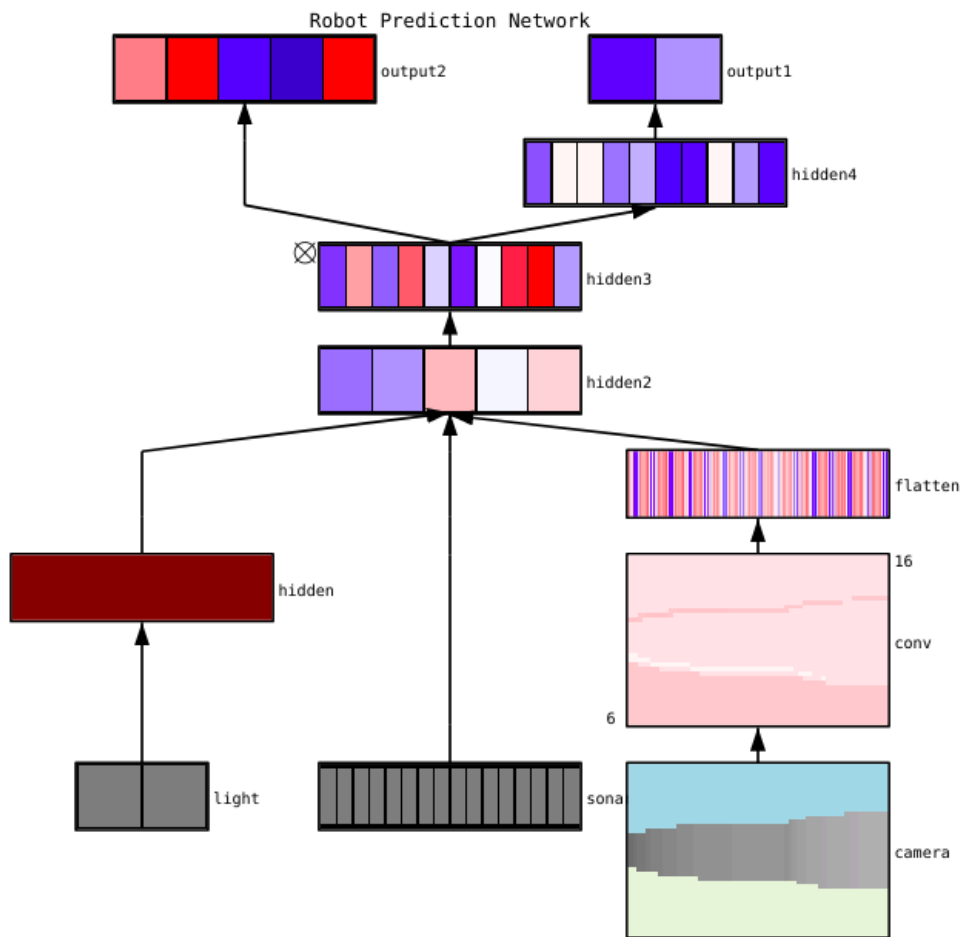 Robot Prediction Network
output2
output1
hidden4
hidden3
hidden2
flatten
16
hidden
conv
6
light
sona
camera